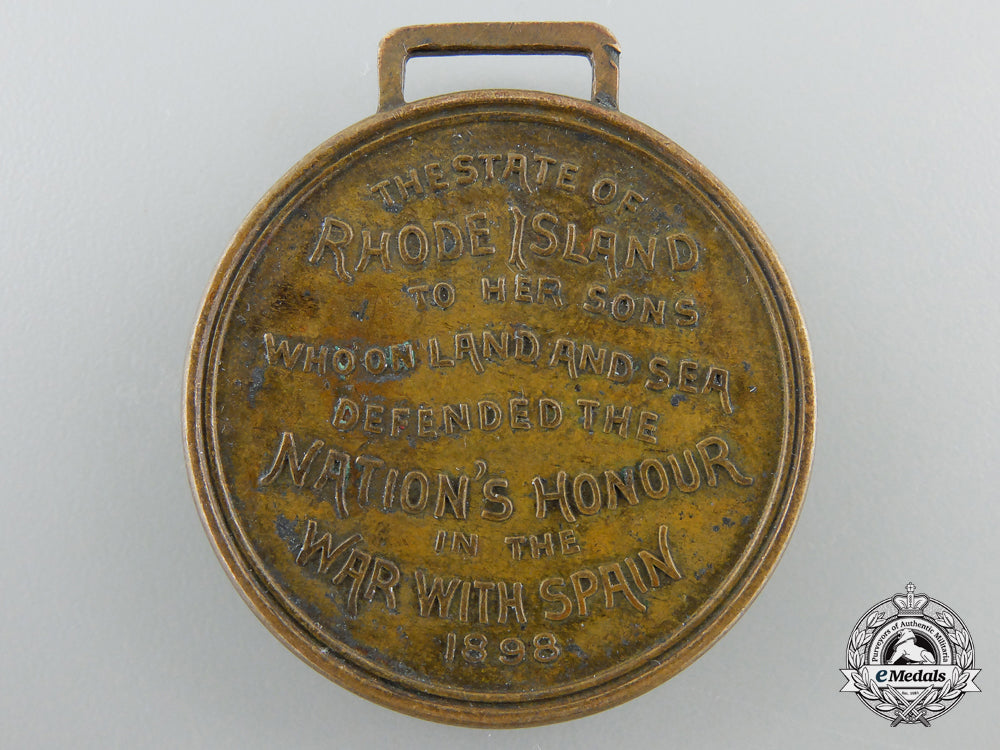 THE STATE OF
RHODE ISLAND
TO HER SONS
WHO ON LAND AND SEA
DEFENDED THE
NATION'S HONOUR
IN THE
WAR WITH SPAIN
1898
Purveyors of Authentic Militaria
eMedals